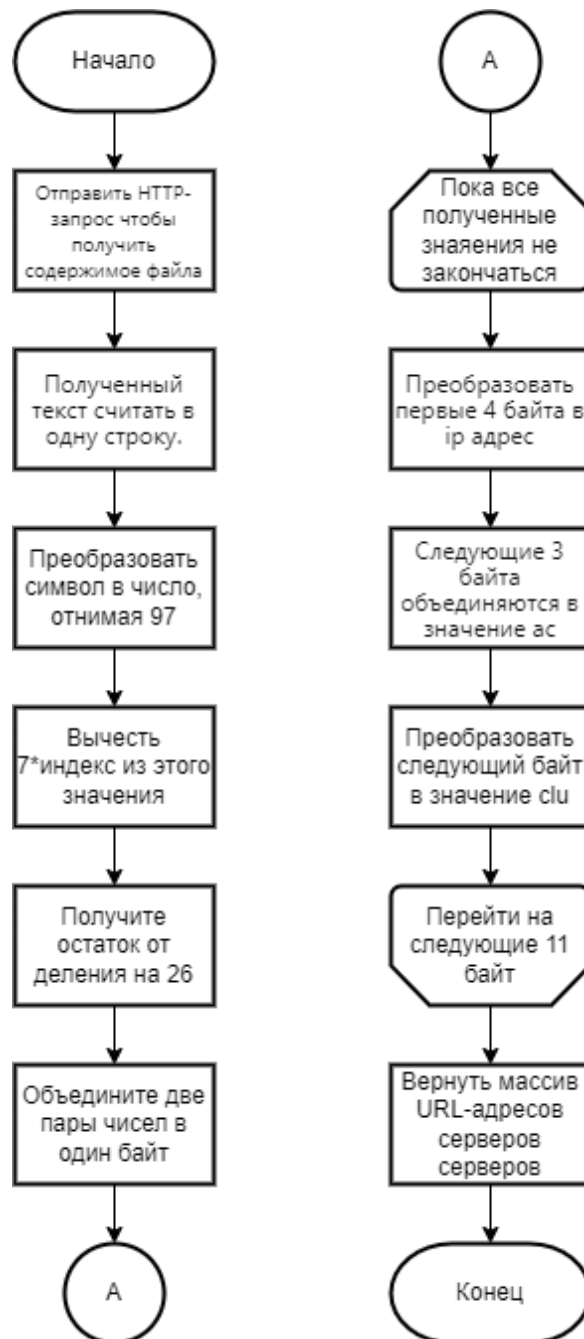 Начало
Отправить HTTP-
запрос чтобы
получить
содержимое файла
Полученный
текст считать в
одну строку.
Преобразовать
символ в число,
отнимая 97
Вычесть
7*индекс из этого
значения
Получите
остаток от
деления на 26
Объедините две
пары чисел в
один байт
А
А
Пока все
полученные
знаяения не
закончаться
Преобразовать
первые 4 байта в
ip адрес
Следующие 3
байта
объединяются в
значение ас
Преобразовать
следующий байт
в значение clu
Перейти на
следующие 11
байт
Вернуть массив
URL-адресов
серверов
серверов
Конец